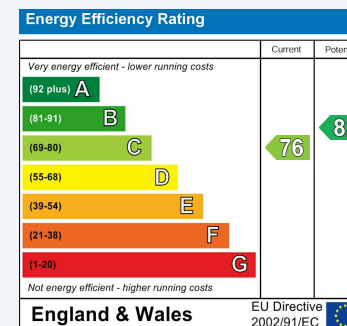 Energy Efficiency Rating
Current
Very energy efficient - lower running costs
(92 plus) A
(81-91) B
8
(69-80) C 76
(55-68) D
(39-54) E
(21-38) F
(1-20) G
Not energy efficient - higher running costs
England & Wales
EU Directive
2002/91/EC